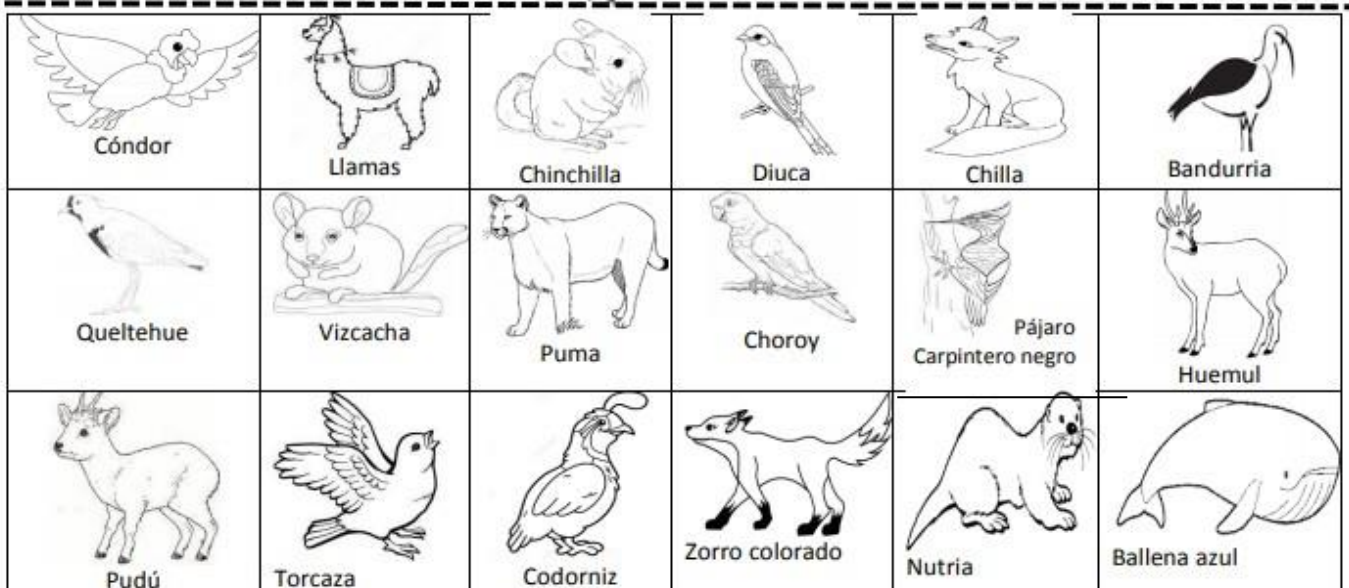 Cóndor
Llamas
Chinchilla
Diuca
Chilla
Bandurria
Queltehue
Vizcacha
Puma
Choroy
Pájaro
Carpintero negro
Huemul
Pudú
Torcaza
Codorniz
Zorro colorado
Nutria
Ballena azul